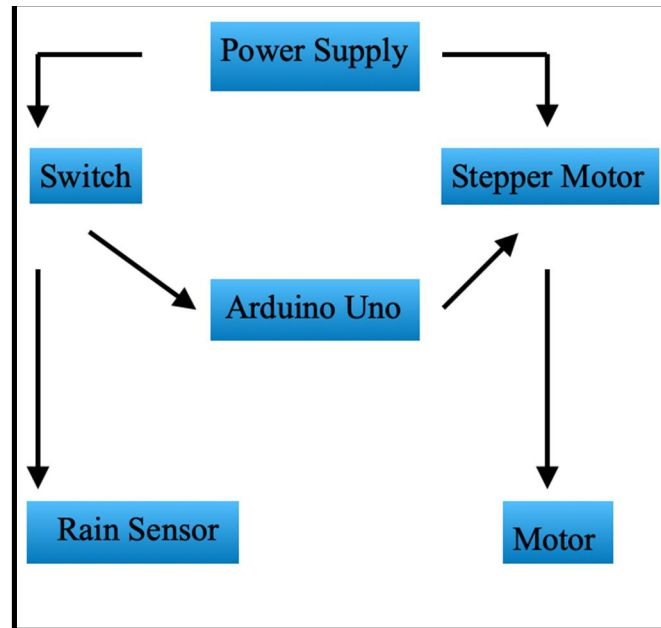 Power Supply
Switch
Stepper Motor
Arduino Uno
Rain Sensor
Motor